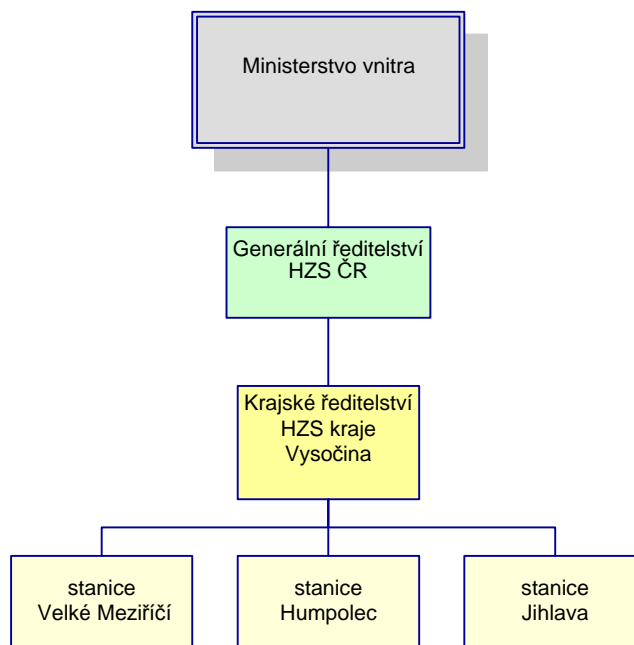 Ministerstvo vnitra
Generální ředitelství
HZS ČR
Krajské ředitelství
HZS kraje
Vysočina
stanice
Velké Meziříčí
stanice
Humpolec
stanice
Jihlava